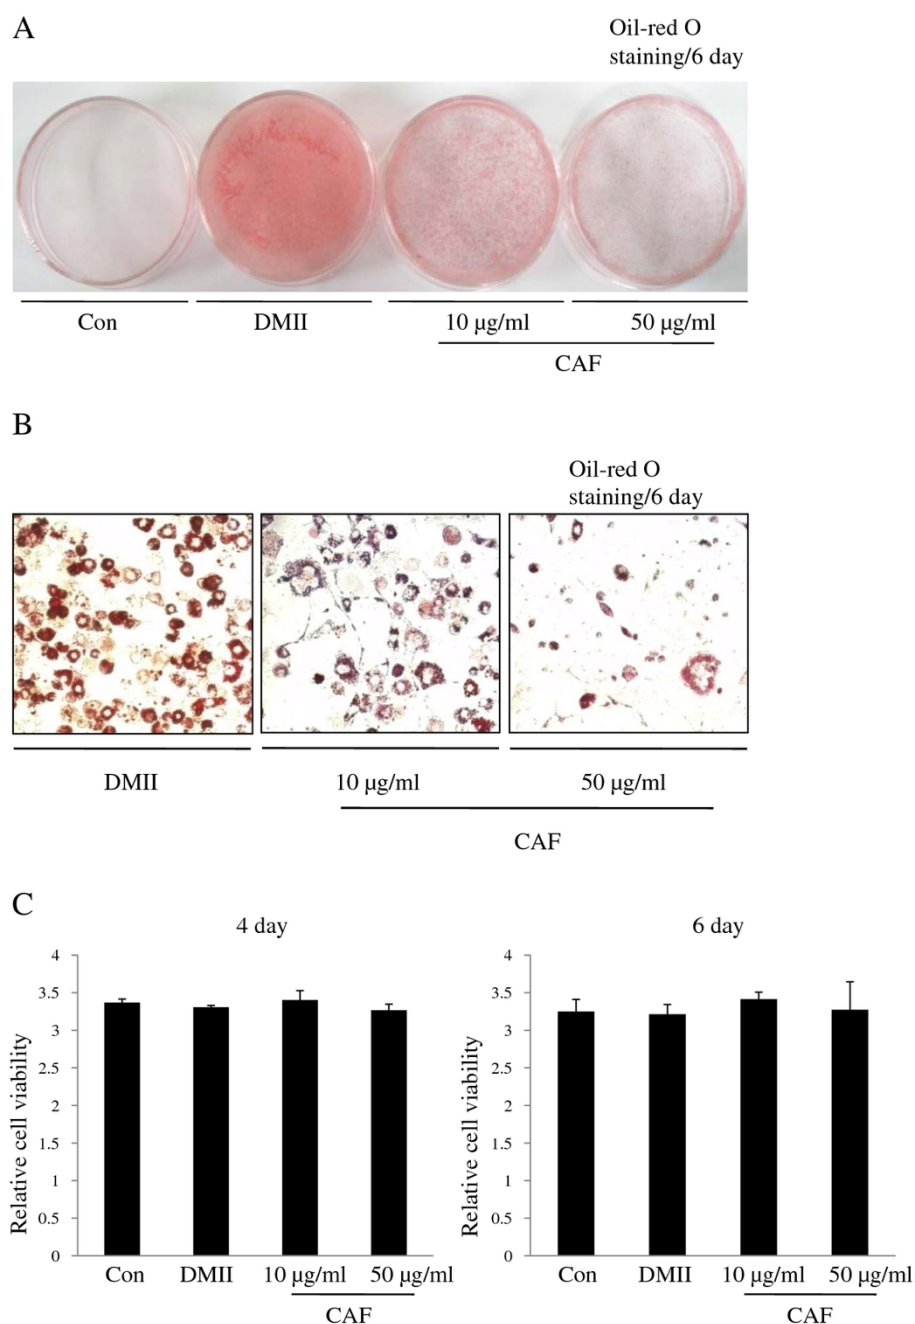 A
Oil-red O
staining/6 day
Con
DMII
10 µg/ml
50 µg/ml
CAF
B
Oil-red O
staining/6 day
DMII
10 µg/ml
50 µg/ml
CAF
C
4 day
Relative cell viability
4
3.5
3
2.5
2
1.5
1
0.5
0
Con
DMII
10 µg/ml
50 µg/ml
CAF
6 day
Relative cell viability
4
3.5
3
2.5
2
1.5
1
0.5
0
Con
DMII
10 µg/ml
50 µg/ml
CAF